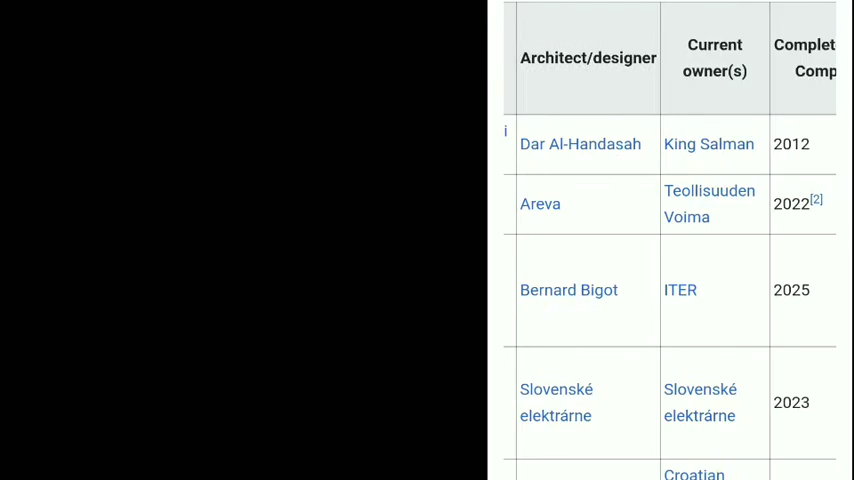 Architect/designer
Current
owner(s)
Complet
Comp
i
Dar Al-Handasah
King Salman
2012
Areva
Teollisuuden
Voima
2022[2]
Bernard Bigot
ITER
2025
Slovenské
elektrárne
Slovenské
elektrárne
2023
Croatian